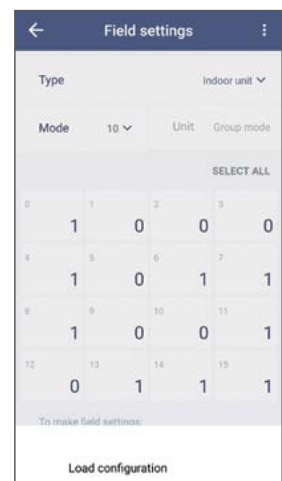 Field settings
Type Indoor unit
Mode 10 Unit Group mode
SELECT ALL
0 1 2 3
1 0 0 0
4 5 6 7
1 0 1 1
8 9 10 11
1 0 0 1
12 13 14 15
0 1 1 1
To make field settings:
Load configuration